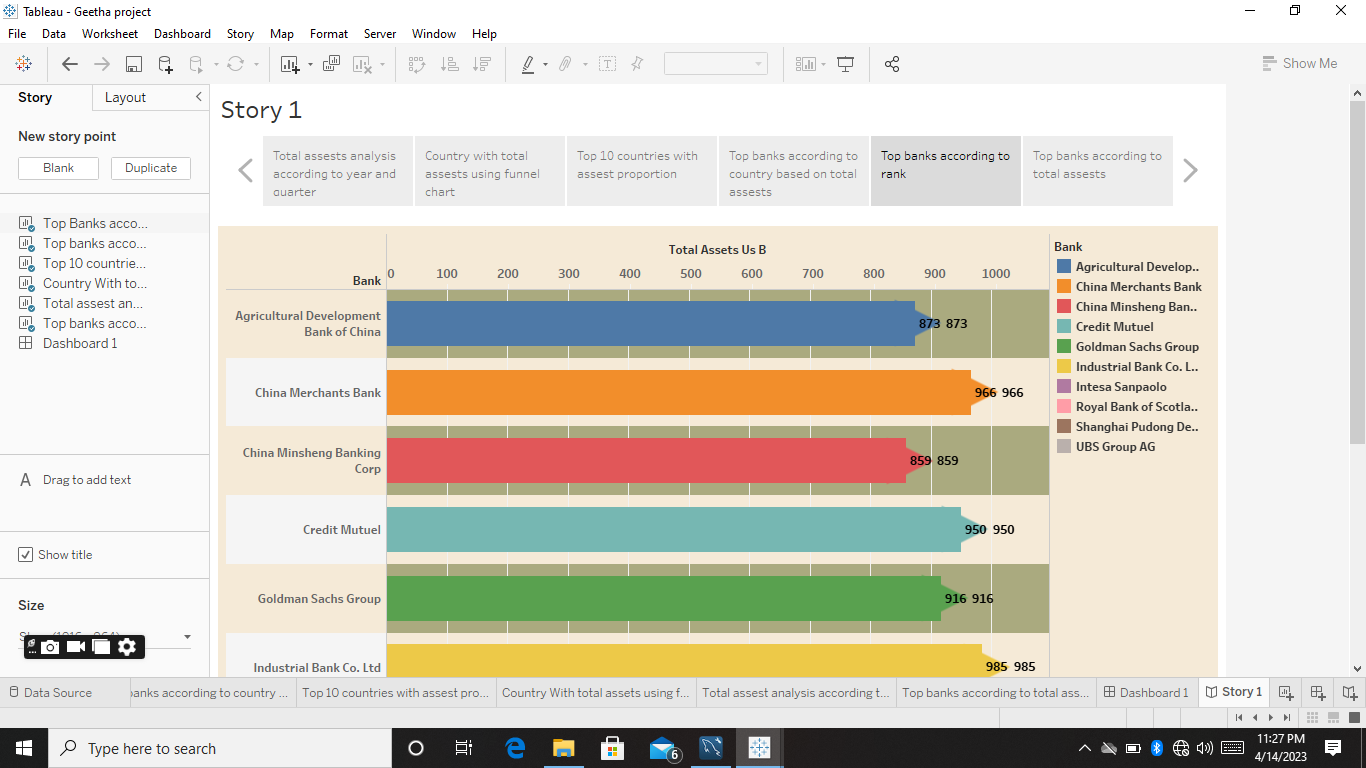 Tableau - Geetha project
File Data Worksheet Dashboard Story Map Format Server Window Help
Show Me
Story Layout
New story point
Blank Duplicate
Top Banks acco...
Top banks acco...
Top 10 countrie...
Country With to...
Total assest an...
Top banks acco...
Dashboard 1
A Drag to add text
Show title
Size
Story 1
Total assests analysis
according to year and
quarter
Country with total
assests using funnel
chart
Top 10 countries with
assest proportion
Top banks according to
country based on total
assests
Top banks according to
rank
Top banks according to
total assests
Total Assets Us B
Bank
0 100 200 300 400 500 600 700 800 900 1000
Agricultural Development
Bank of China
873 873
China Merchants Bank
966 966
China Minsheng Banking
Corp
859 859
Credit Mutuel
950 950
Goldman Sachs Group
916 916
Industrial Bank Co. Ltd
985 985
Bank
Agricultural Develop..
China Merchants Bank
China Minsheng Ban..
Credit Mutuel
Goldman Sachs Group
Industrial Bank Co. L..
Intesa Sanpaolo
Royal Bank of Scotla..
Shanghai Pudong De..
UBS Group AG
Data Source
banks according to country ...
Top 10 countries with assest pro...
Country With total assets using f...
Total assest analysis according t...
Top banks according to total ass...
Dashboard 1
Story 1
Type here to search
6
11:27 PM
4/14/2023